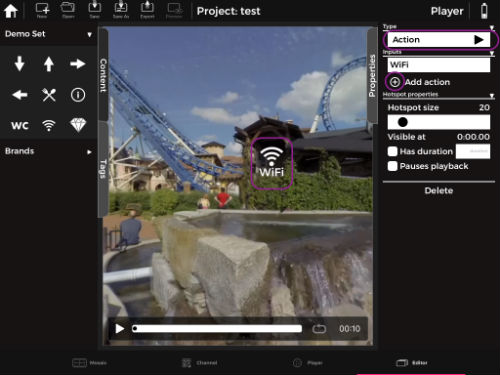 New
Open
Save
Save As
Export
Preview
Project: test
Player
Demo Set
WC
Brands
Content
Tags
Properties
WiFi
00:10
Type
Action
Inputs
WiFi
Add action
Hotspot properties
Hotspot size 20
Visible at 0:00.00
Has duration
Pauses playback
Delete
Mosaic
Channel
Player
Editor